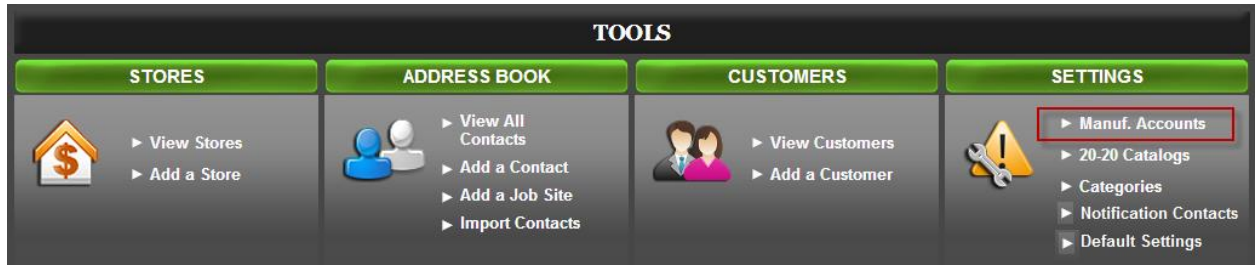 TOOLS
STORES
View Stores
Add a Store
ADDRESS BOOK
View All
Contacts
Add a Contact
Add a Job Site
Import Contacts
CUSTOMERS
View Customers
Add a Customer
SETTINGS
Manuf. Accounts
20-20 Catalogs
Categories
Notification Contacts
Default Settings